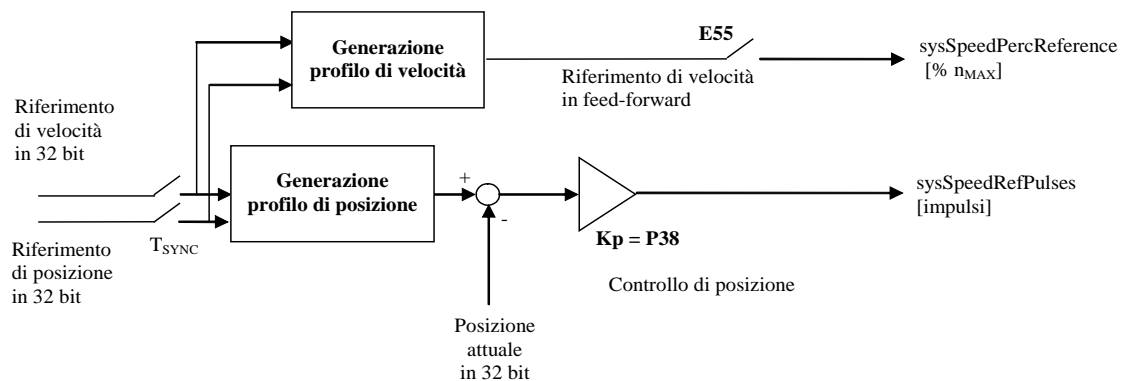 Generazione
profilo di velocità
E55
sysSpeedPercReference
[% nMAX]
Riferimento di velocità
in feed-forward
Riferimento
di velocità
in 32 bit
Generazione
profilo di posizione
+
-
sysSpeedRefPulses
[impulsi]
TSYNC
Kp = P38
Riferimento
di posizione
in 32 bit
Controllo di posizione
Posizione
attuale
in 32 bit